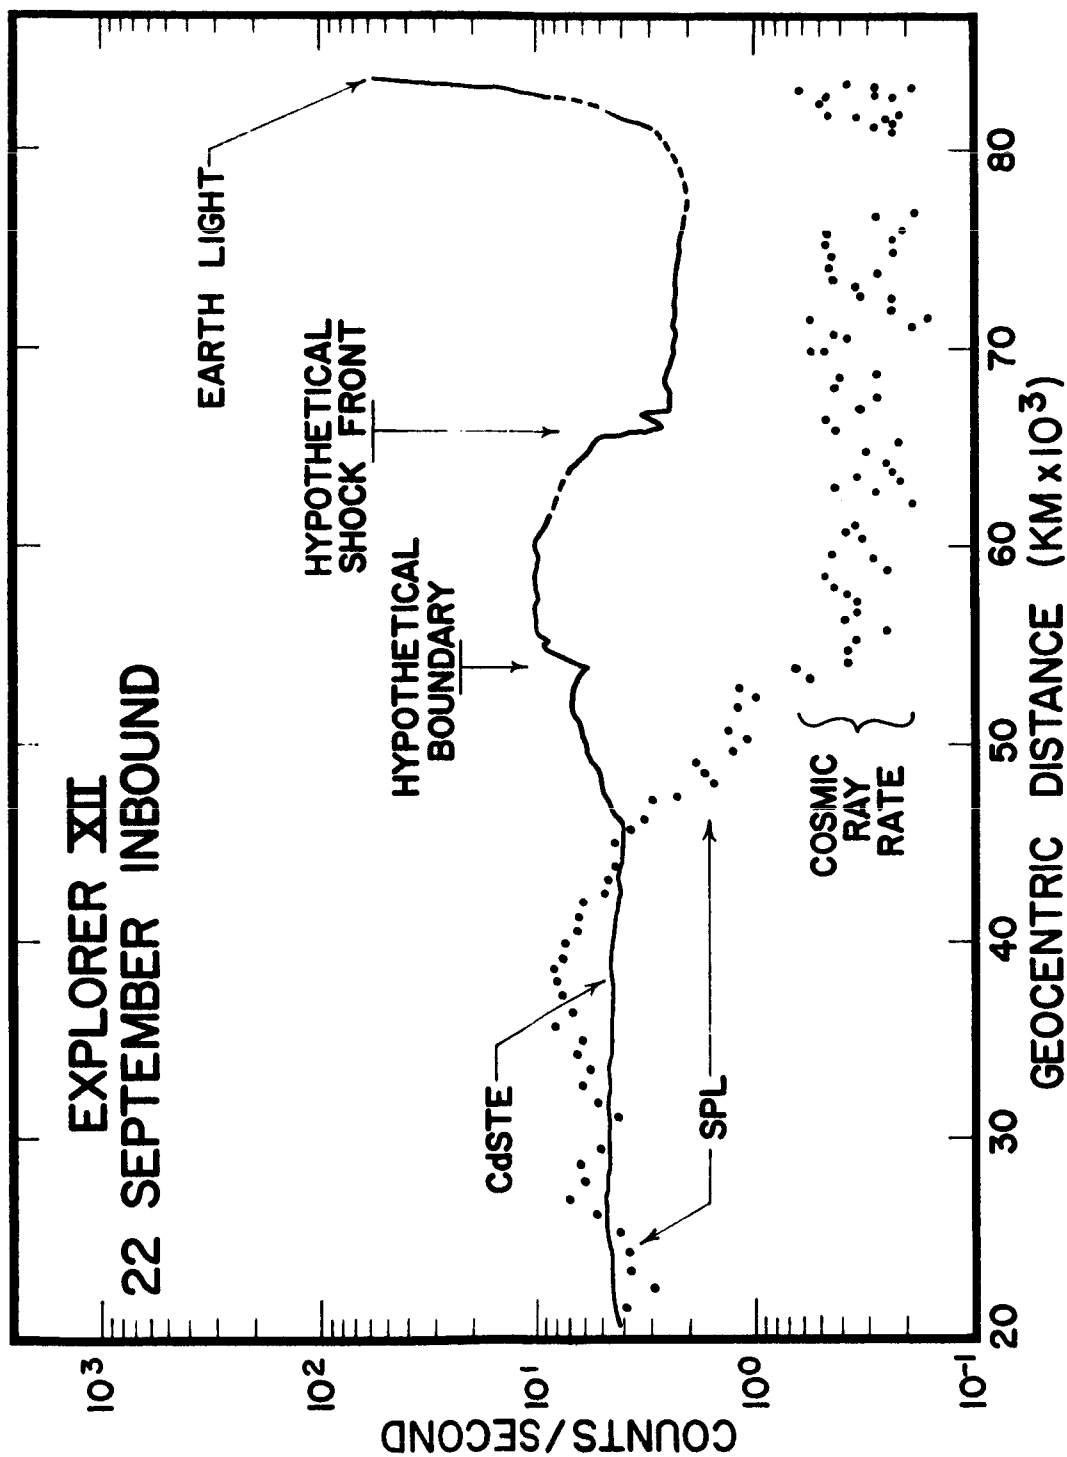 EXPLORER XII
22 SEPTEMBER INBOUND
EARTH LIGHT
HYPOTHETICAL
SHOCK FRONT
HYPOTHETICAL
BOUNDARY
CdSTE
SPL
COSMIC
RAY
RATE
COUNTS/SECOND
10³
10²
10¹
10⁰
10⁻¹
20
30
40
50
60
70
80
GEOCENTRIC DISTANCE (KM x 10³)